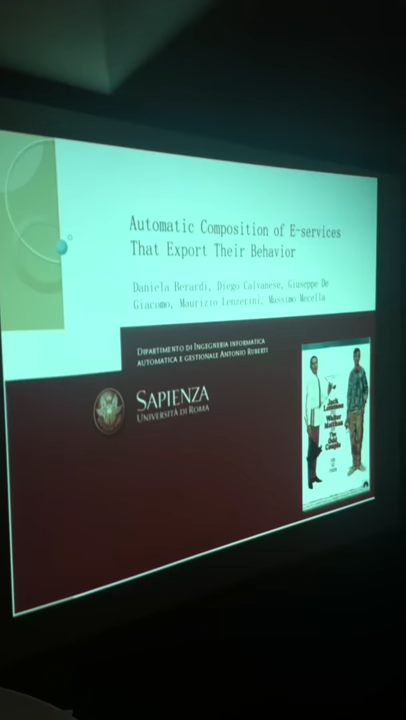 Automatic Composition of E-services
That Export Their Behavior
Daniela Berardi, Diego Calvanese, Giuseppe De
Giacomo, Maurizio Lenzerini, Massimo Mecella
Dipartimento di Ingegneria informatica
automatica e gestionale Antonio Ruberti
Sapienza
Università di Roma
Jack
Lemmon
and
Walter
Matthau
are
The Odd
Couple